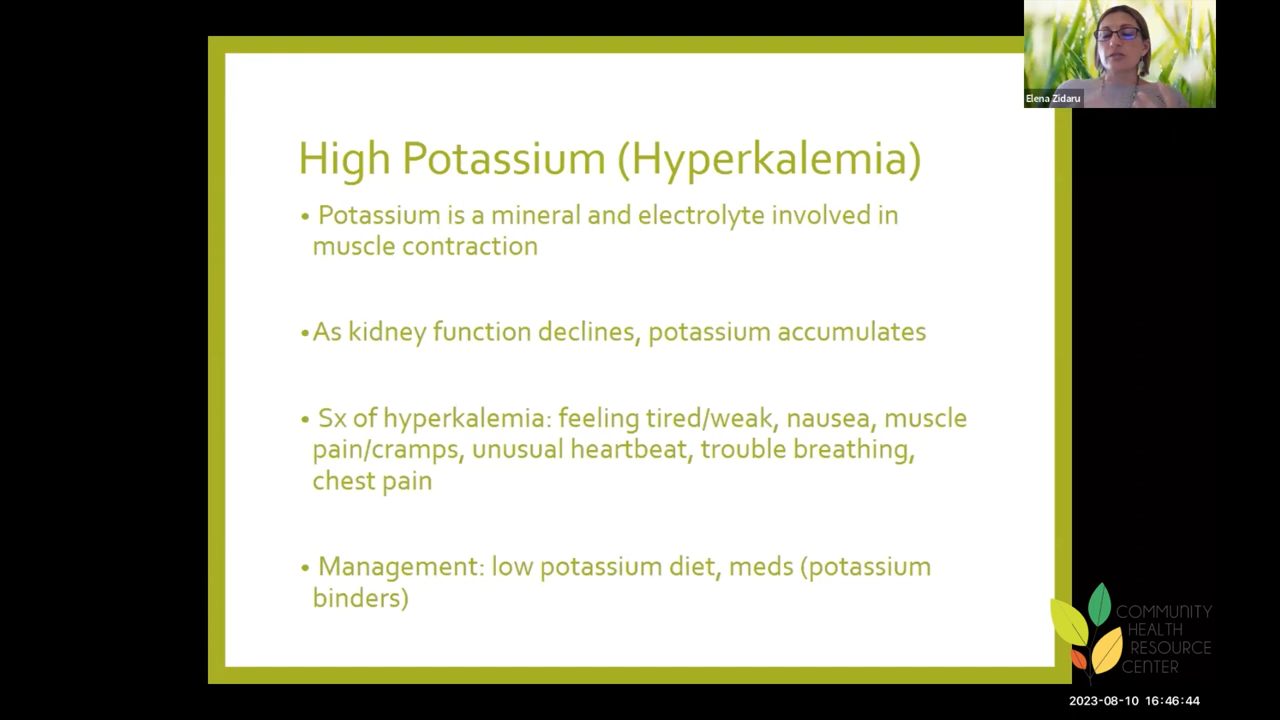 Elena Zidaru
High Potassium (Hyperkalemia)
• Potassium is a mineral and electrolyte involved in
muscle contraction
•As kidney function declines, potassium accumulates
• Sx of hyperkalemia: feeling tired/weak, nausea, muscle
pain/cramps, unusual heartbeat, trouble breathing,
chest pain
• Management: low potassium diet, meds (potassium
binders)
COMMUNITY
HEALTH
RESOURCE
CENTER
2023-08-10 16:46:44